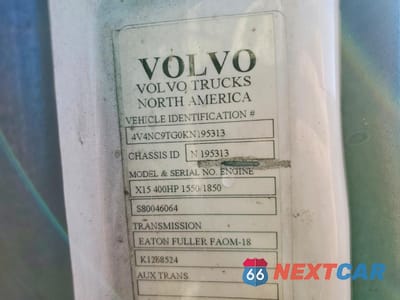 VOLVO
VOLVO TRUCKS
NORTH AMERICA
VEHICLE IDENTIFICATION #
4V4NC9TG0KN195313
CHASSIS ID N 195313
MODEL & SERIAL NO. ENGINE
X15 400HP 1550/1850
S80046064
TRANSMISSION
EATON FULLER FAOM-18
K1288524
AUX TRANS
66 NEXTCAR